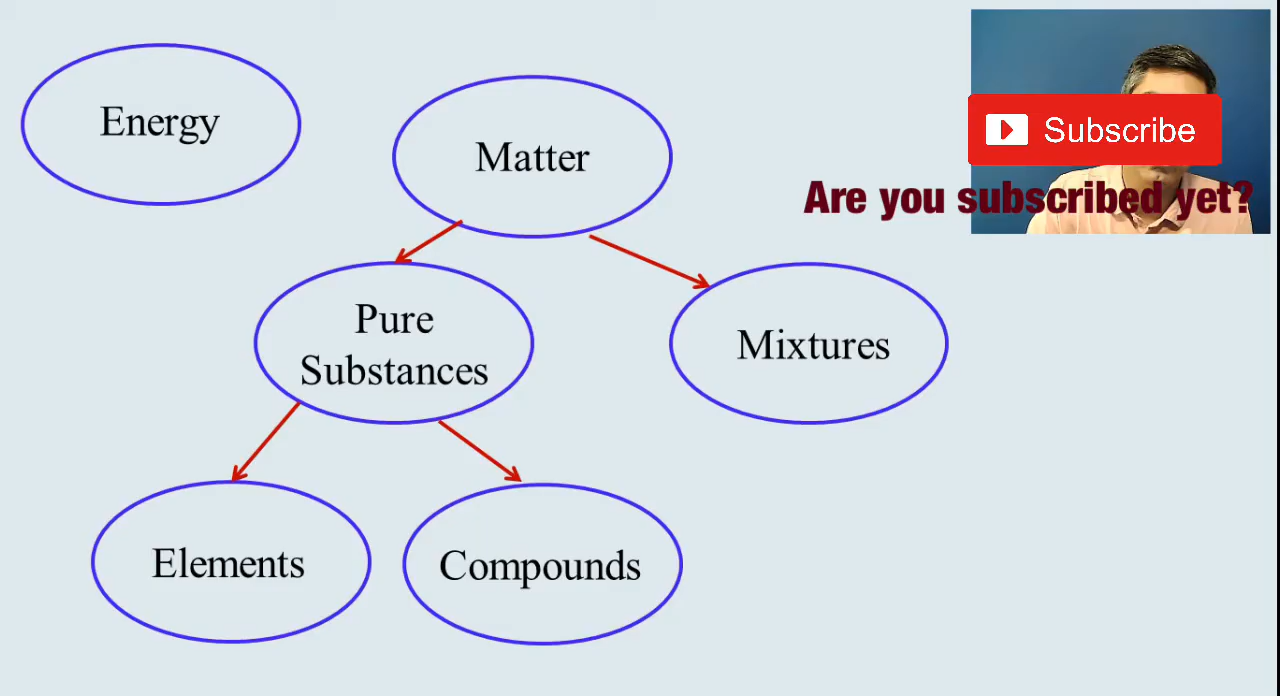 Energy
Matter
Subscribe
Are you subscribed yet?
Pure
Substances
Mixtures
Elements
Compounds